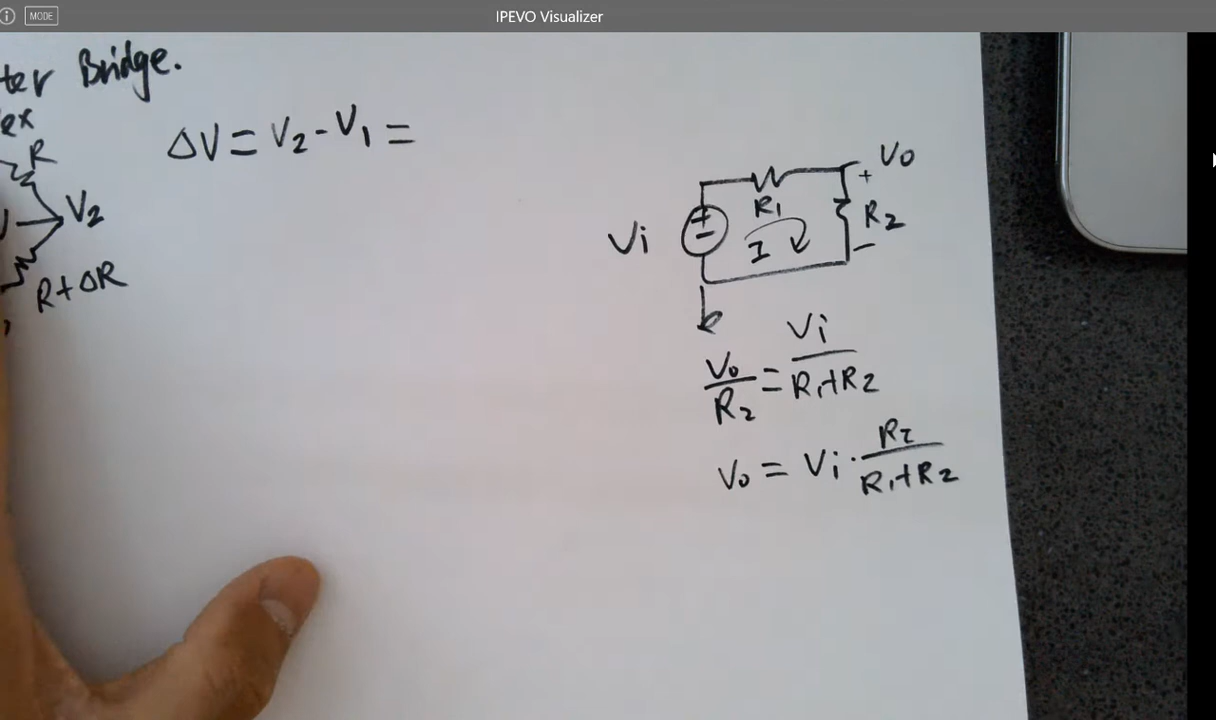 MODE
IPEVO Visualizer
ter Bridge.
ex
R
V2
R+ΔR
ΔV = V2 - V1 =
Vo
+
R1
R2
Vi
+
-
I
-
Vo/R2 = Vi/R1+R2
Vo = Vi · R2/R1+R2